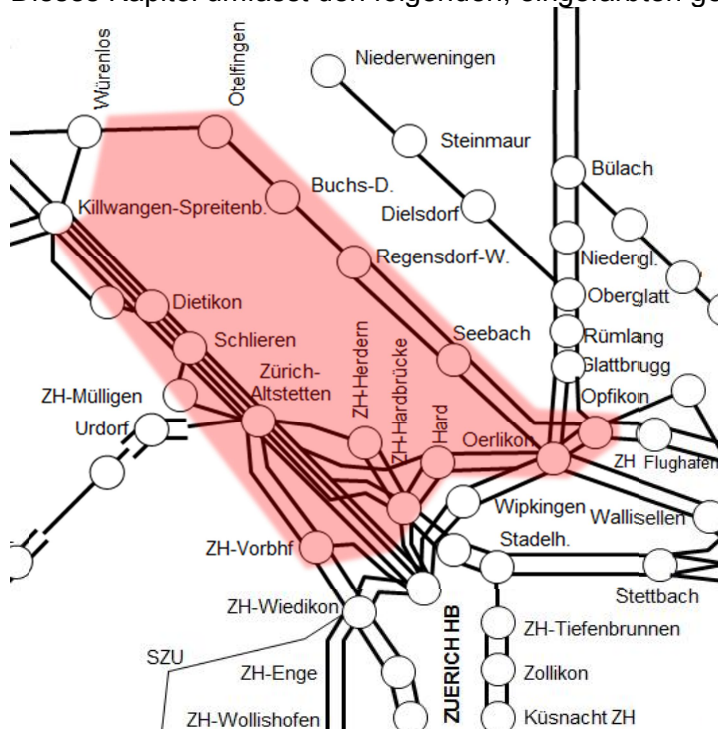 Dieses Kapitel umfasst den folgenden, eingefärbten ge
Würenlos
Otelfingen
Niederweningen
Steinmaur
Bülach
Buchs-D.
Dielsdorf
Killwangen-Spreitenb.
Regensdorf-W.
Niedergl.
Oberglatt
Dietikon
Seebach
Rümlang
Schlieren
Glattbrugg
Zürich-
Altstetten
ZH-Herdern
ZH-Hardbrücke
Hard
Opfikon
ZH-Mülligen
Urdorf
Oerlikon
ZH Flughafen
Wipkingen
Wallisellen
ZH-Vorbhf
Stadelh.
Stettbach
ZH-Wiedikon
ZUERICH HB
ZH-Tiefenbrunnen
SZU
ZH-Enge
Zollikon
ZH-Wollishofen
Küsnacht ZH